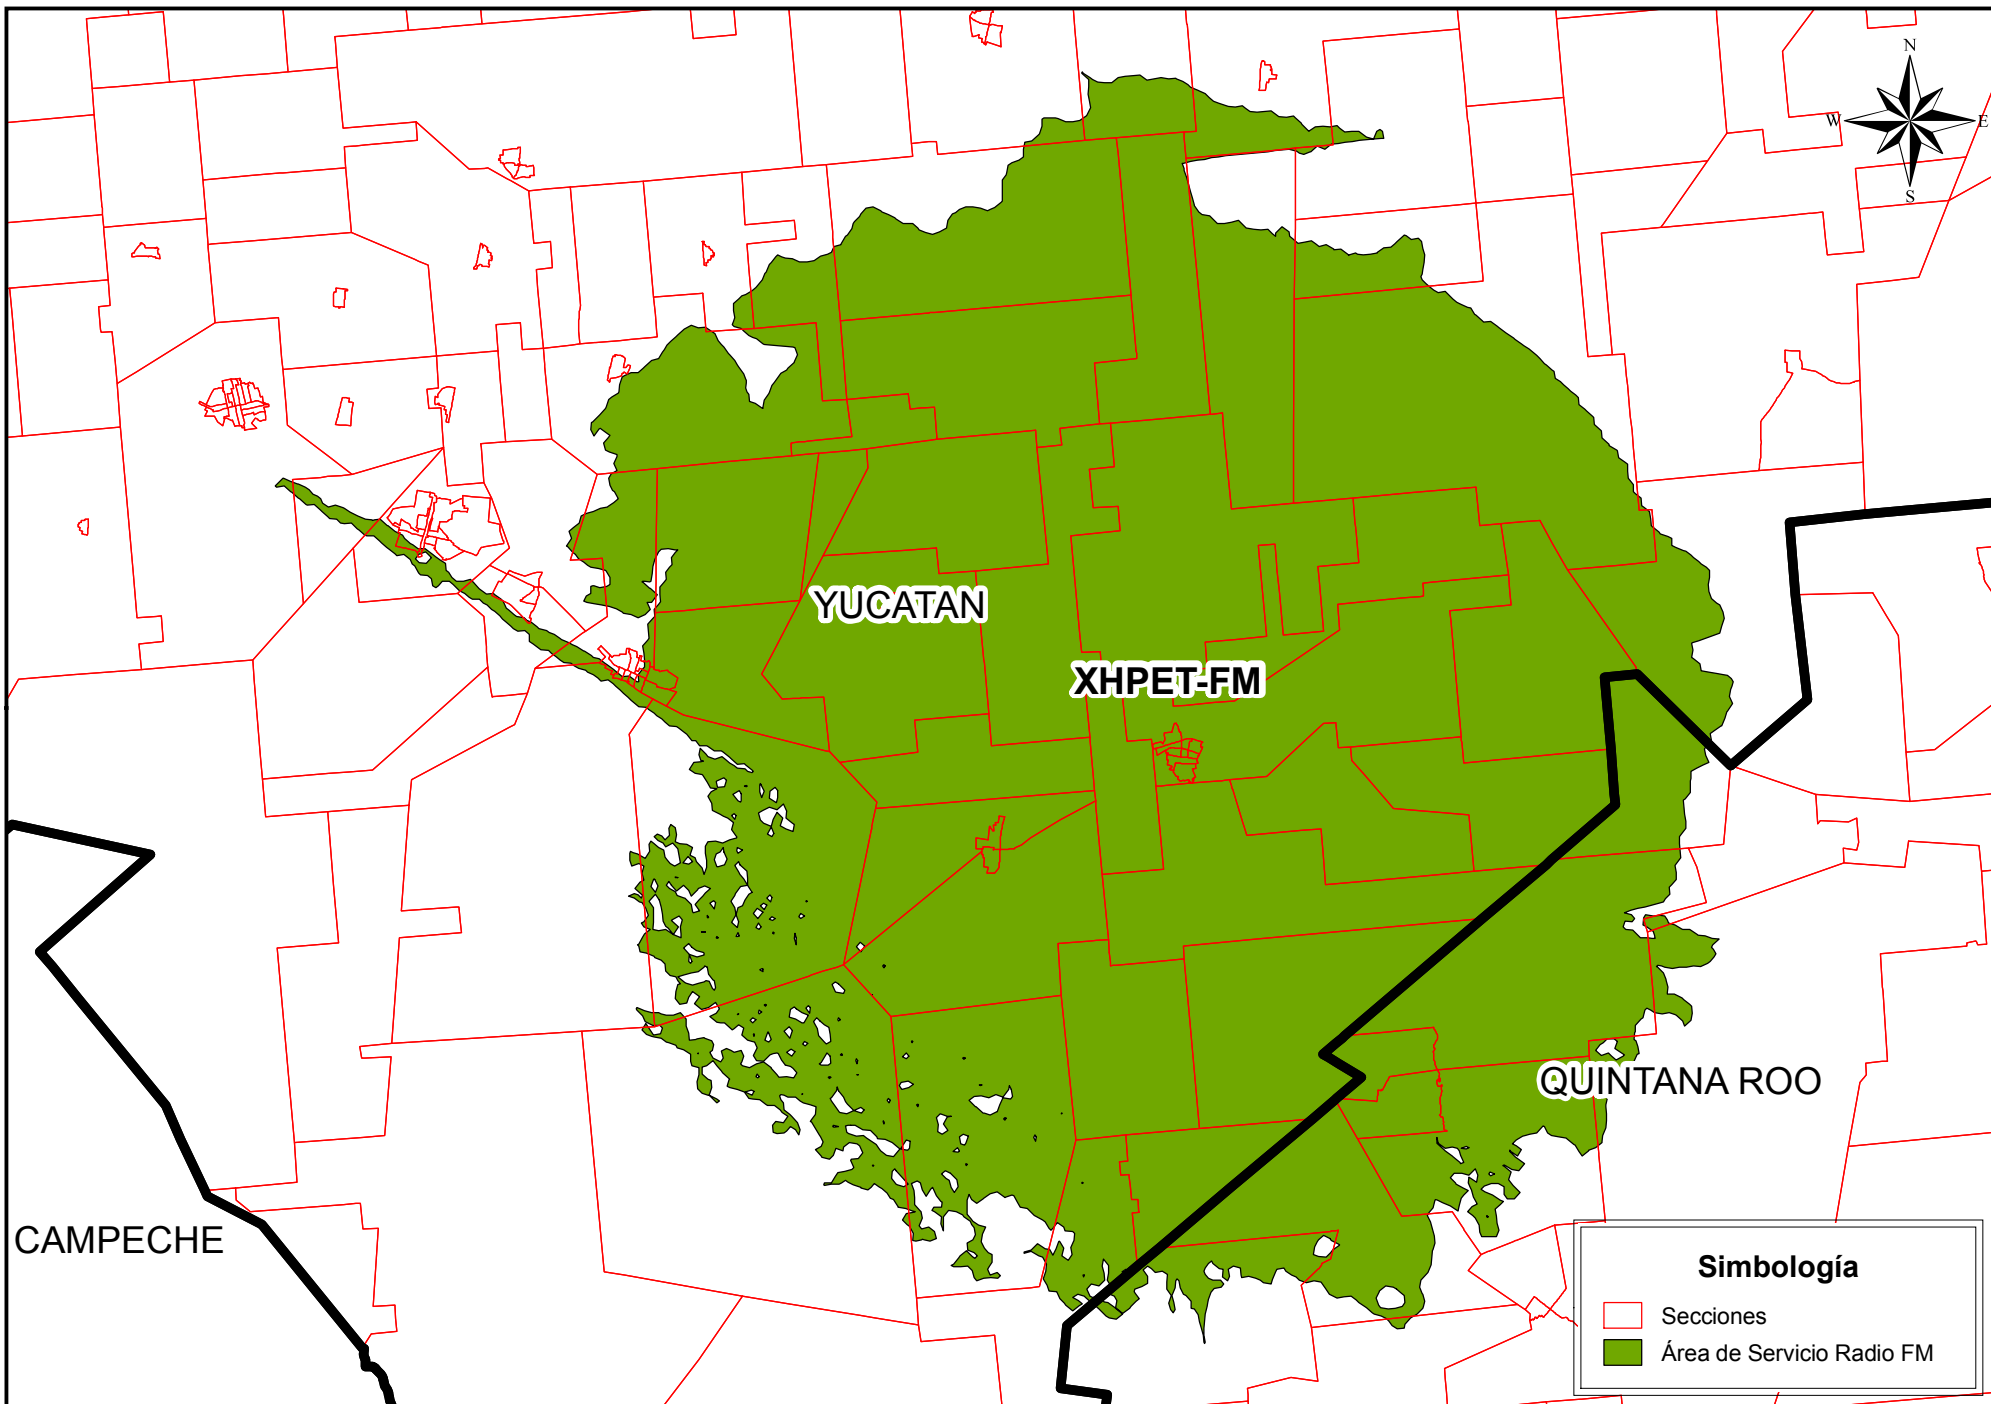 N
W
E
S
YUCATAN
XHPET-FM
QUINTANA ROO
CAMPECHE
Simbología
Secciones
Área de Servicio Radio FM